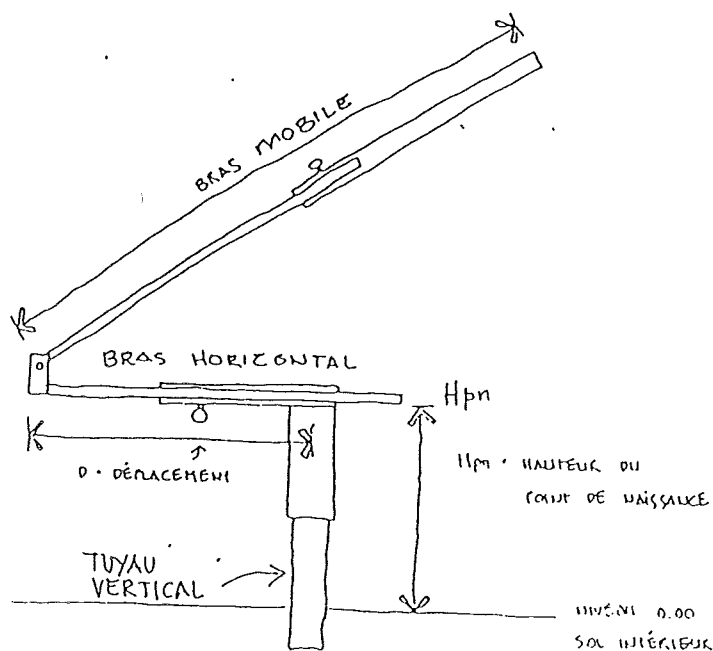 BRAS MOBILE
BRAS HORIZONTAL
Hpn
D. DÉPLACEMENT
Hpn. HAUTEUR DU
POINT DE NAISSANCE
TUYAU
VERTICAL
NIVEAU 0.00
SOL INTÉRIEUR